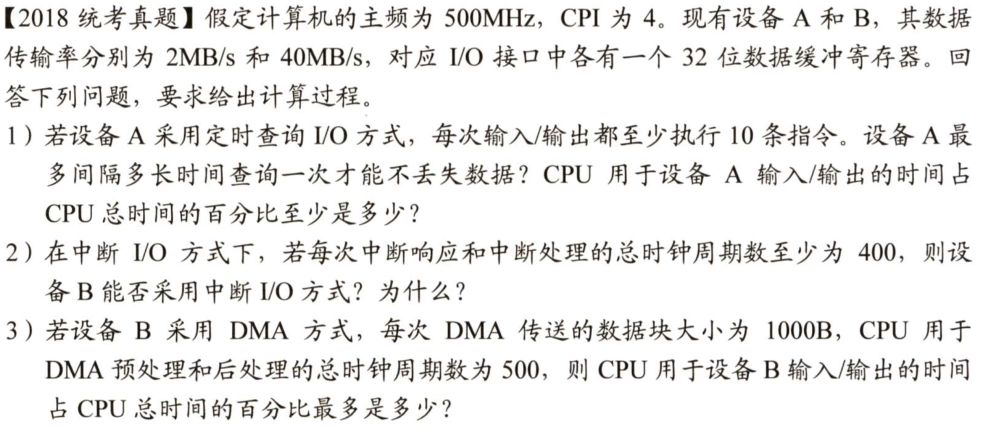 【2018 统考真题】假定计算机的主频为 500MHz，CPI 为 4。现有设备 A 和 B，其数据
传输率分别为 2MB/s 和 40MB/s，对应 I/O 接口中各有一个 32 位数据缓冲寄存器。回
答下列问题，要求给出计算过程。
1）若设备 A 采用定时查询 I/O 方式，每次输入/输出都至少执行 10 条指令。设备 A 最
多间隔多长时间查询一次才能不丢失数据？CPU 用于设备 A 输入/输出的时间占
CPU 总时间的百分比至少是多少？
2）在中断 I/O 方式下，若每次中断响应和中断处理的总时钟周期数至少为 400，则设
备 B 能否采用中断 I/O 方式？为什么？
3）若设备 B 采用 DMA 方式，每次 DMA 传送的数据块大小为 1000B，CPU 用于
DMA 预处理和后处理的总时钟周期数为 500，则 CPU 用于设备 B 输入/输出的时间
占 CPU 总时间的百分比最多是多少？